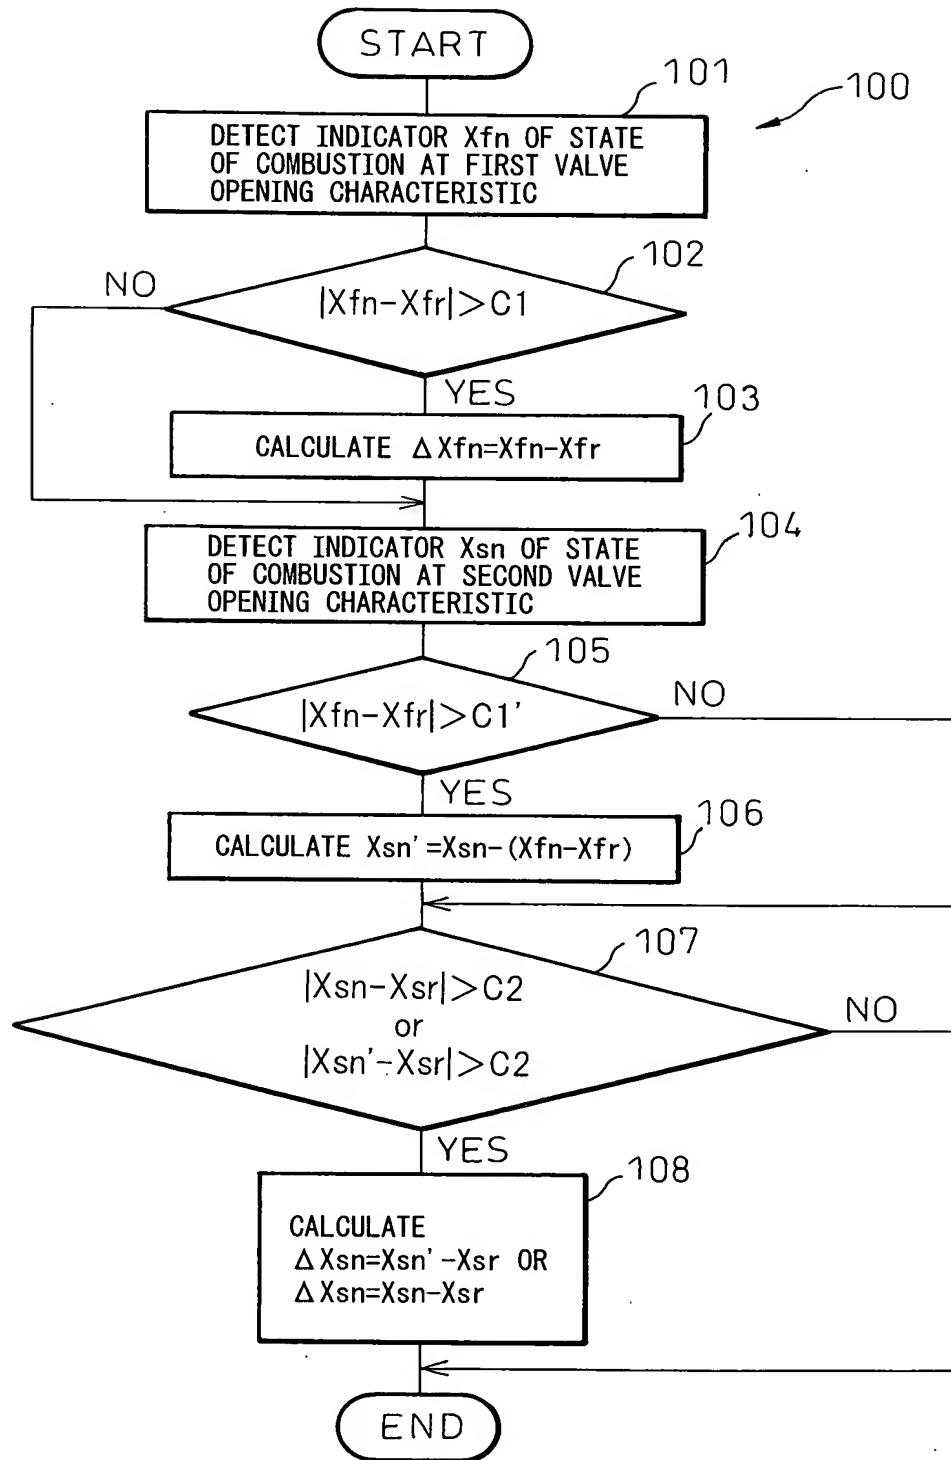 START
101
100
DETECT INDICATOR Xfn OF STATE
OF COMBUSTION AT FIRST VALVE
OPENING CHARACTERISTIC
102
NO
|Xfn-Xfr|>C1
YES
103
CALCULATE ΔXfn=Xfn-Xfr
104
DETECT INDICATOR Xsn OF STATE
OF COMBUSTION AT SECOND VALVE
OPENING CHARACTERISTIC
105
NO
|Xfn-Xfr|>C1'
YES
106
CALCULATE Xsn'=Xsn-(Xfn-Xfr)
107
|Xsn-Xsr|>C2
or
|Xsn'-Xsr|>C2
NO
YES
108
CALCULATE
ΔXsn=Xsn'-Xsr OR
ΔXsn=Xsn-Xsr
END